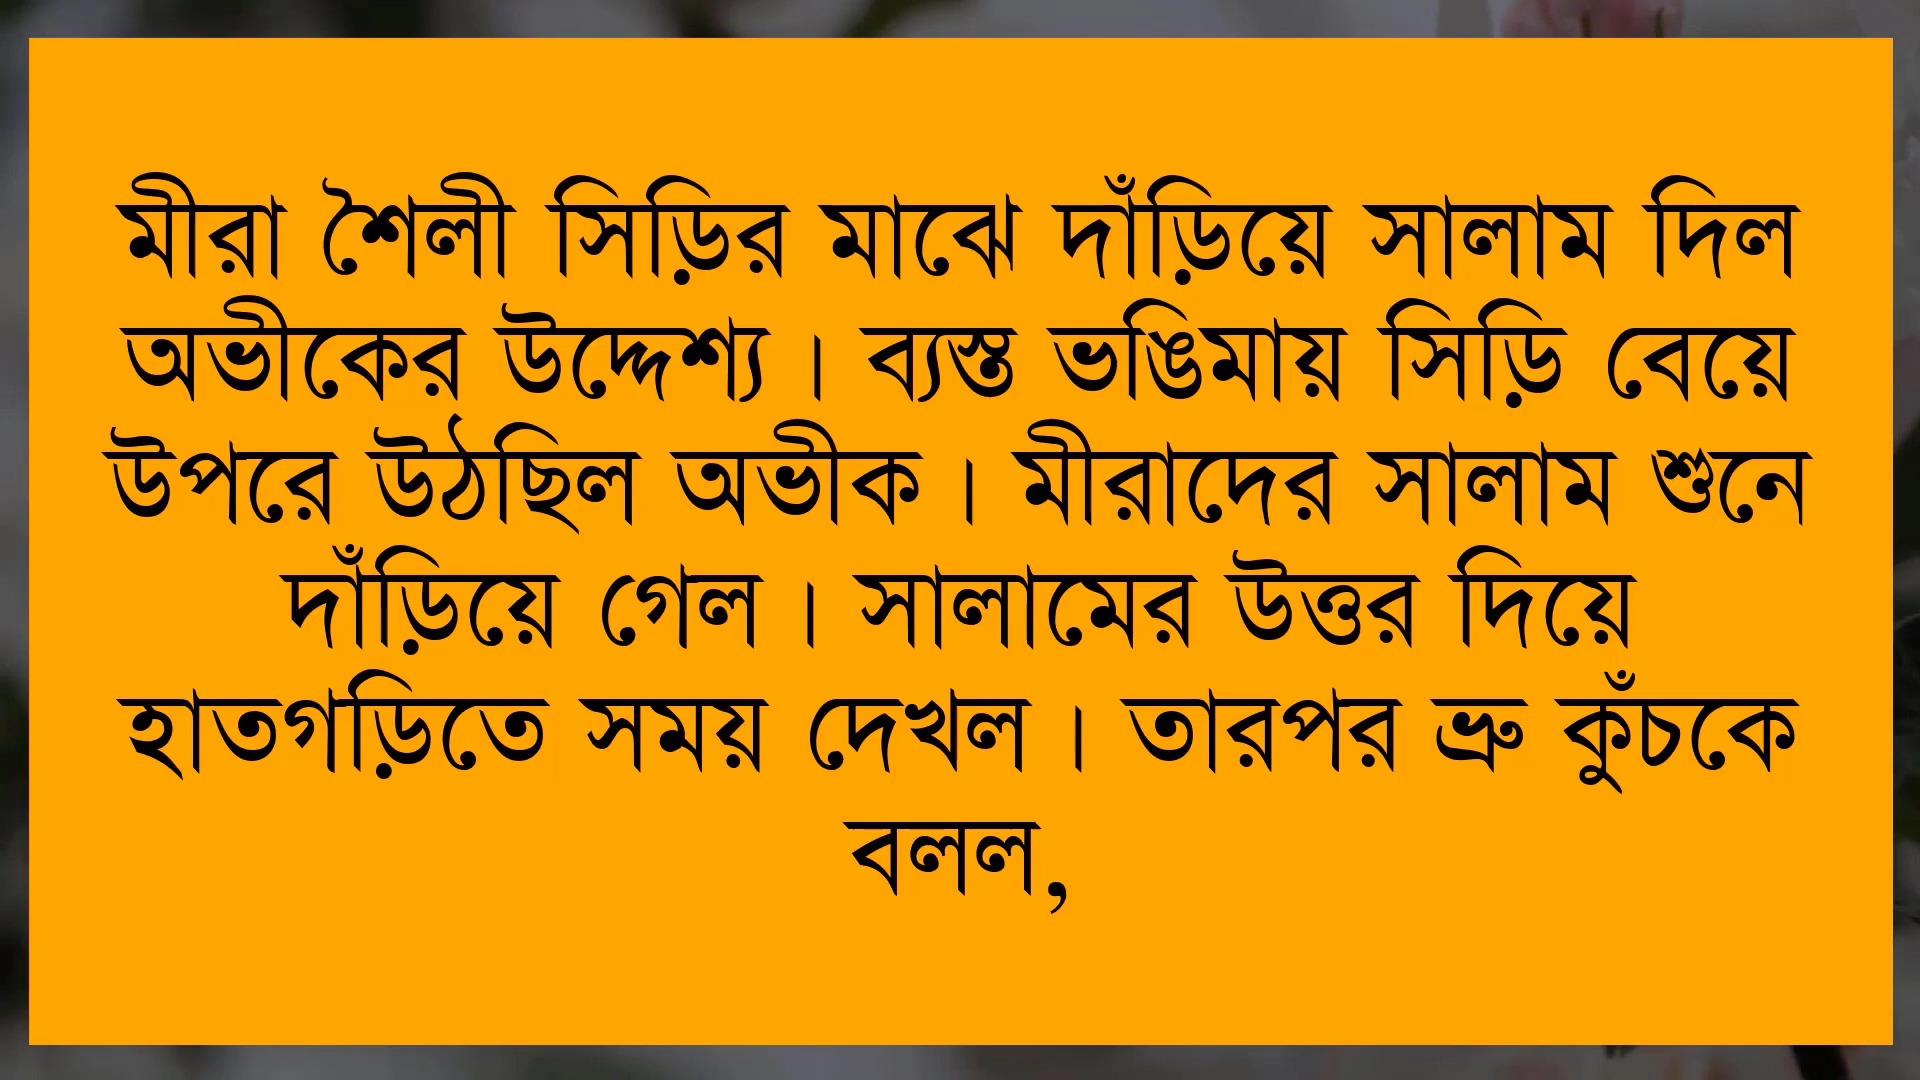 মীরা শৈলী সিড়ির মাঝে দাঁড়িয়ে সালাম দিল
অভীকের উদ্দেশ্য। ব্যস্ত ভঙিমায় সিড়ি বেয়ে
উপরে উঠছিল অভীক। মীরাদের সালাম শুনে
দাঁড়িয়ে গেল। সালামের উত্তর দিয়ে
হাতগড়িতে সময় দেখল। তারপর ভ্রু কুঁচকে
বলল,